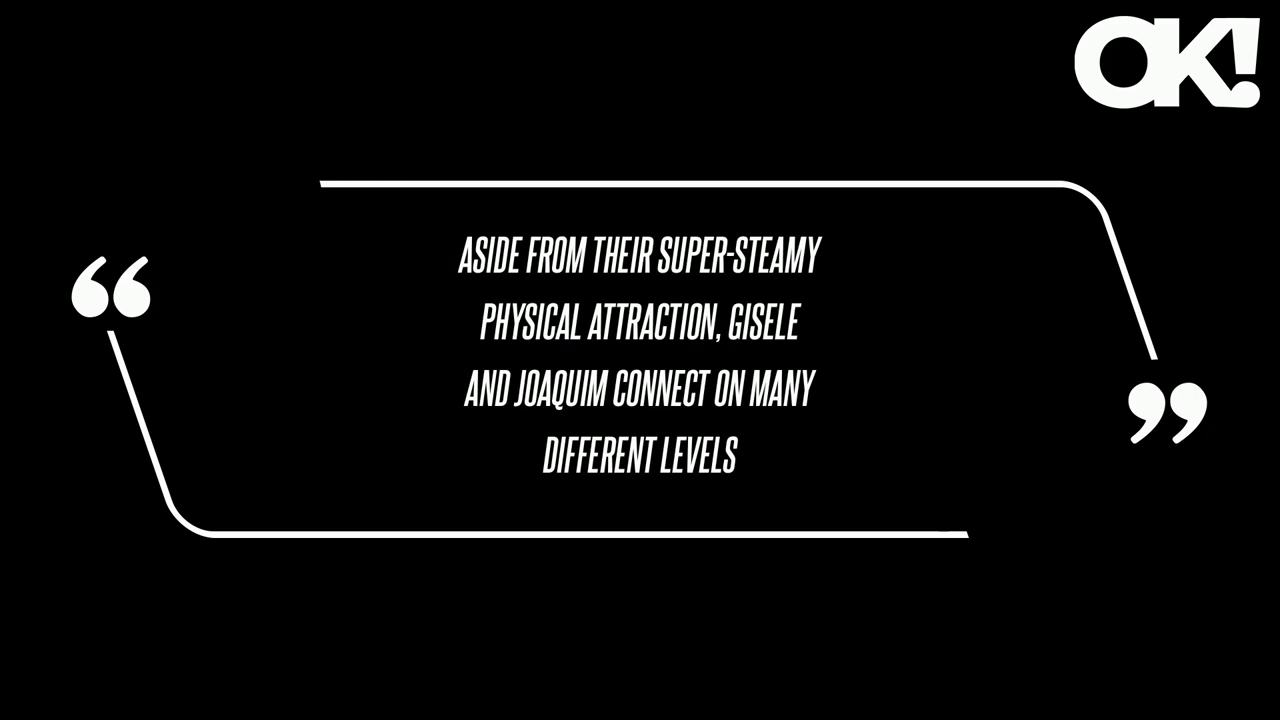 OK!
“
ASIDE FROM THEIR SUPER-STEAMY
PHYSICAL ATTRACTION, GISELE
AND JOAQUIM CONNECT ON MANY
DIFFERENT LEVELS
”